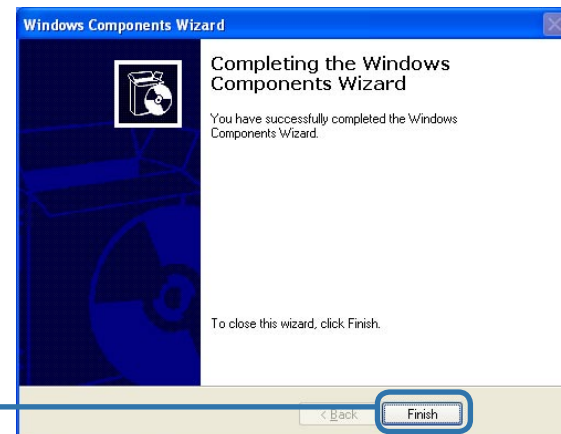 Windows Components Wizard
Completing the Windows
Components Wizard
You have successfully completed the Windows
Components Wizard.
To close this wizard, click Finish.
< Back
Finish